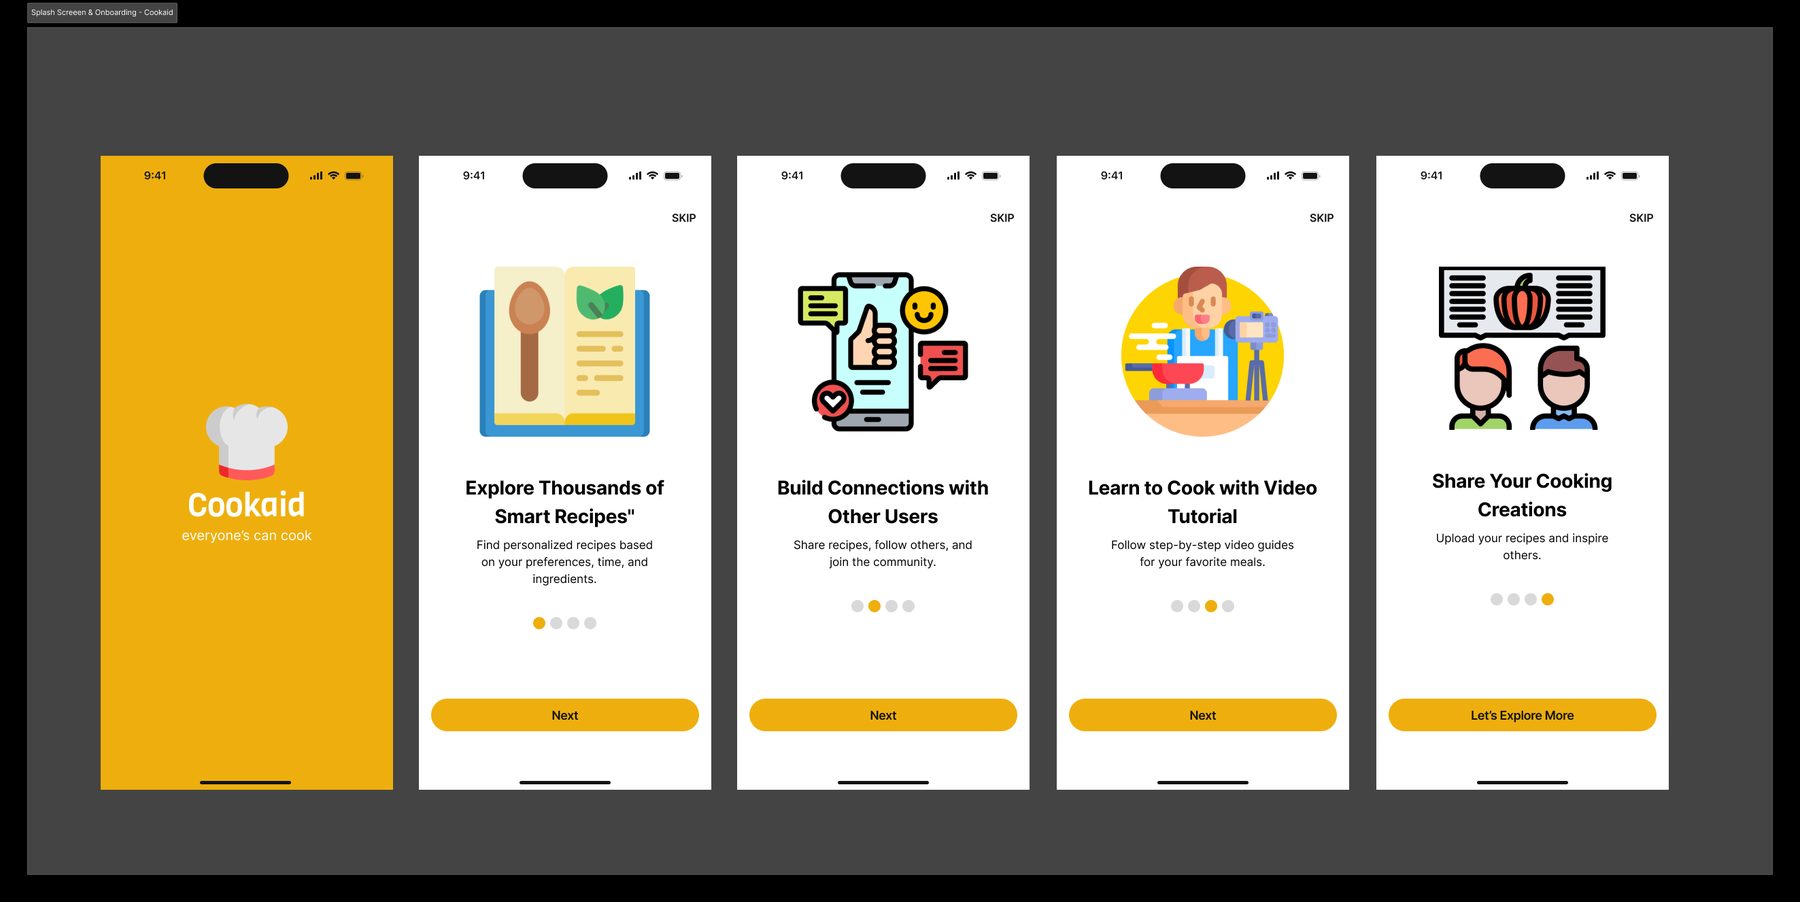 Splash Screeen & Onboarding - Cookaid
9:41
Cookaid
everyone's can cook
9:41
SKIP
Explore Thousands of
Smart Recipes"
Find personalized recipes based
on your preferences, time, and
ingredients.
Next
9:41
SKIP
Build Connections with
Other Users
Share recipes, follow others, and
join the community.
Next
9:41
SKIP
Learn to Cook with Video
Tutorial
Follow step-by-step video guides
for your favorite meals.
Next
9:41
SKIP
Share Your Cooking
Creations
Upload your recipes and inspire
others.
Let's Explore More